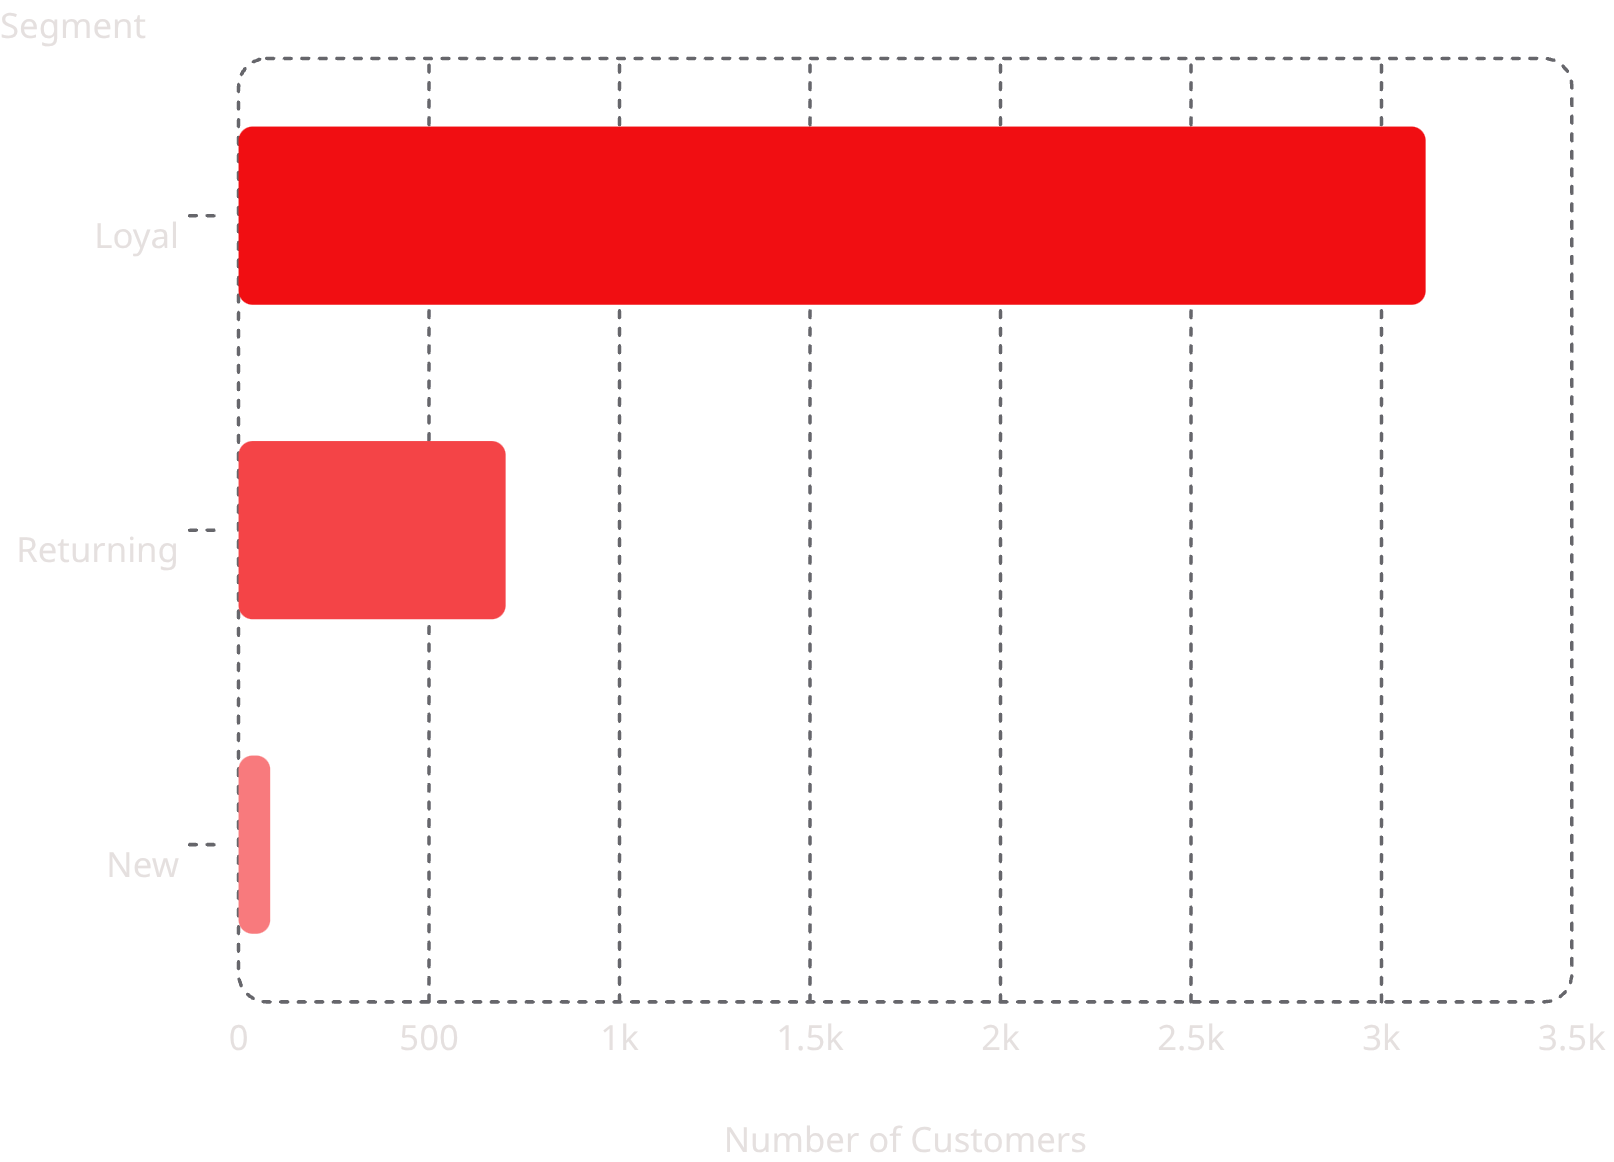 Segment
Loyal
Returning
New
0 500 1k 1.5k 2k 2.5k 3k 3.5k
Number of Customers